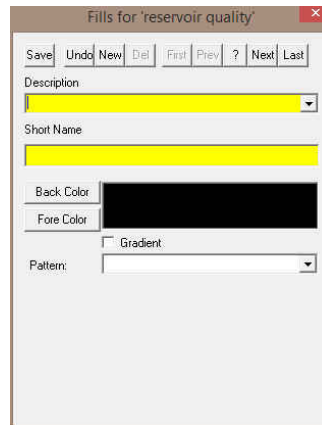 Fills for 'reservoir quality'
Save Undo New Del First Prev ? Next Last
Description
Short Name
Back Color
Fore Color
Gradient
Pattern: